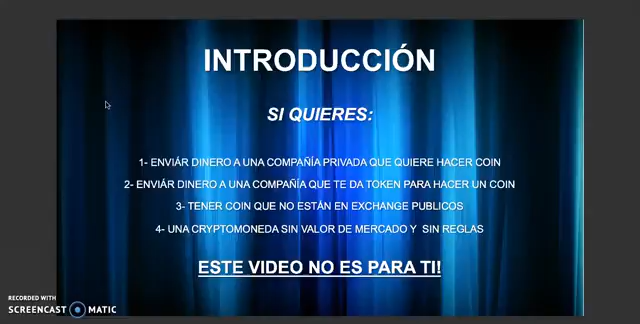 INTRODUCCIÓN
SI QUIERES:
1- ENVIÁR DINERO A UNA COMPAÑÍA PRIVADA QUE QUIERE HACER COIN
2- ENVIÁR DINERO A UNA COMPAÑÍA QUE TE DA TOKEN PARA HACER UN COIN
3- TENER COIN QUE NO ESTÁN EN EXCHANGE PUBLICOS
4- UNA CRYPTOMONEDA SIN VALOR DE MERCADO Y SIN REGLAS
ESTE VIDEO NO ES PARA TI!
RECORDED WITH
SCREENCAST MATIC